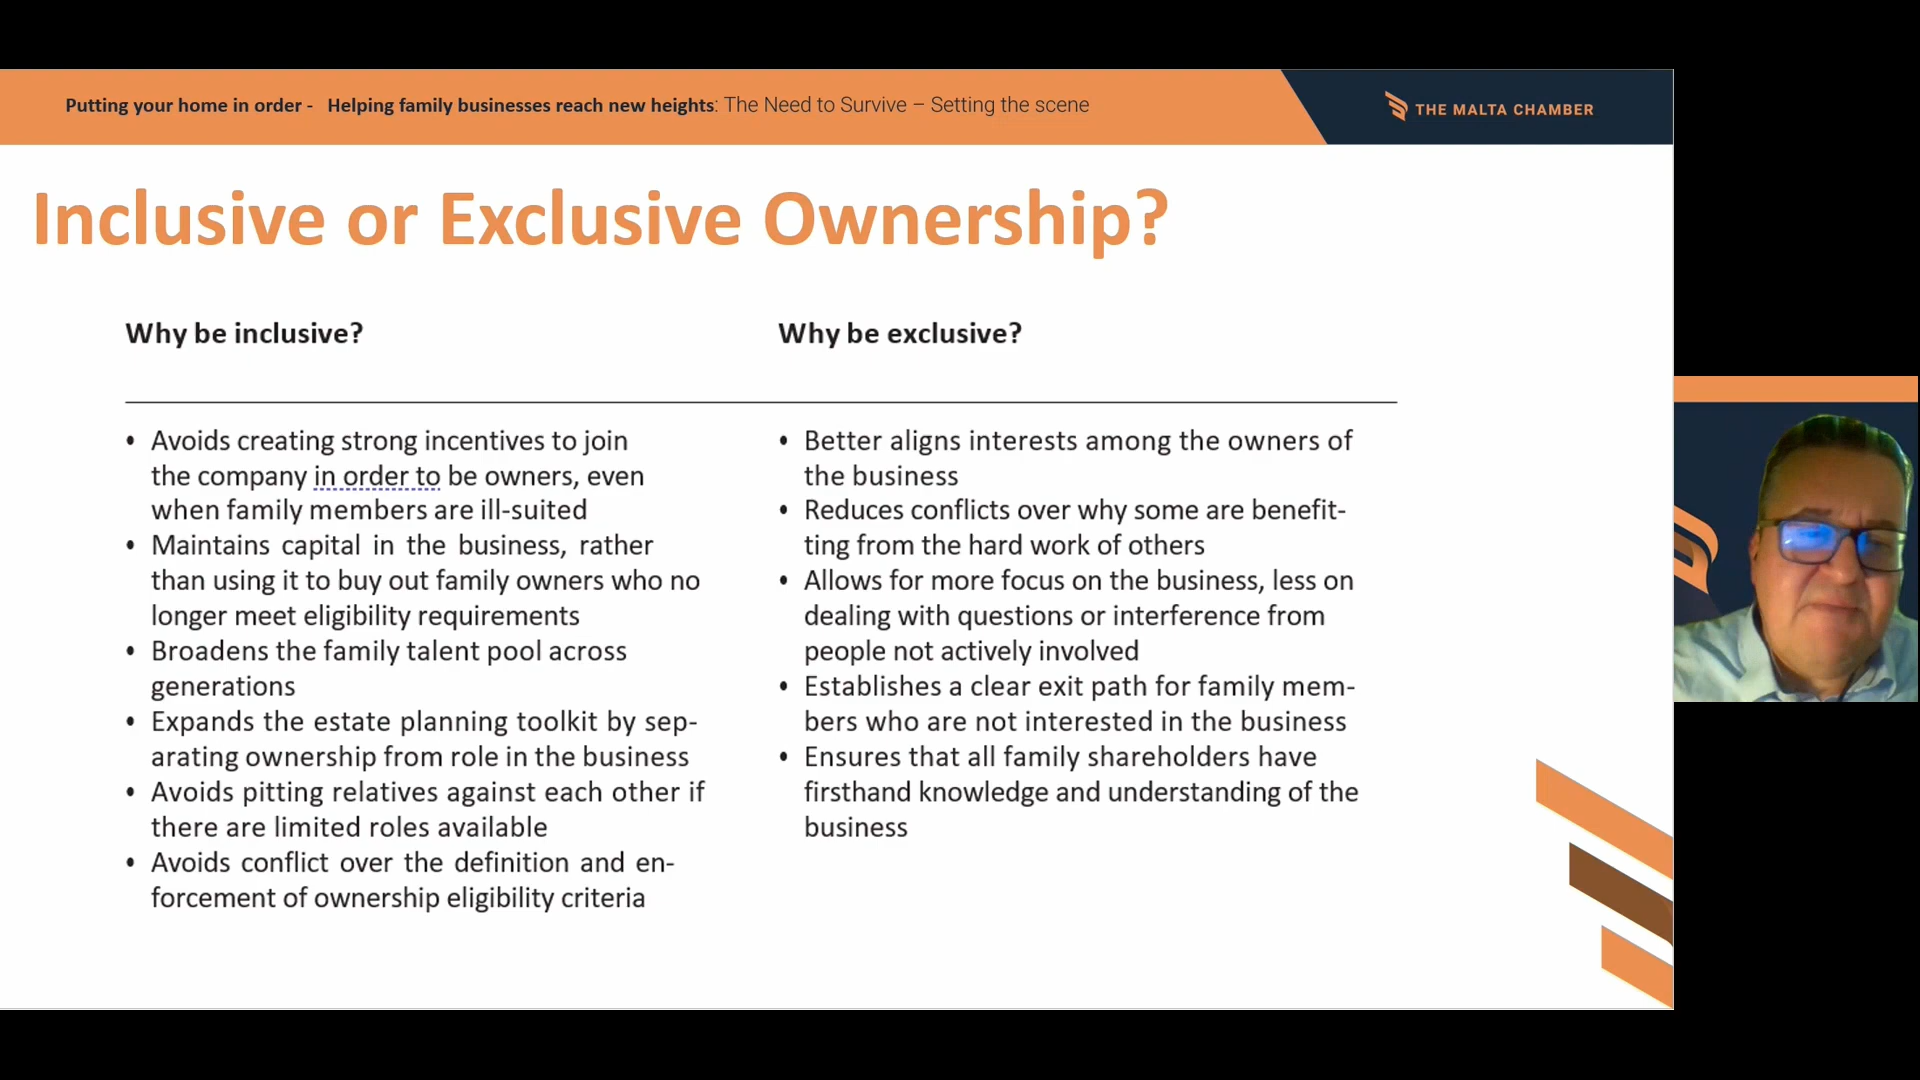 Putting your home in order - Helping family businesses reach new heights: The Need to Survive – Setting the scene
THE MALTA CHAMBER
Inclusive or Exclusive Ownership?
Why be inclusive?
• Avoids creating strong incentives to join
the company in order to be owners, even
when family members are ill-suited
• Maintains capital in the business, rather
than using it to buy out family owners who no
longer meet eligibility requirements
• Broadens the family talent pool across
generations
• Expands the estate planning toolkit by sep-
arating ownership from role in the business
• Avoids pitting relatives against each other if
there are limited roles available
• Avoids conflict over the definition and en-
forcement of ownership eligibility criteria
Why be exclusive?
• Better aligns interests among the owners of
the business
• Reduces conflicts over why some are benefit-
ting from the hard work of others
• Allows for more focus on the business, less on
dealing with questions or interference from
people not actively involved
• Establishes a clear exit path for family mem-
bers who are not interested in the business
• Ensures that all family shareholders have
firsthand knowledge and understanding of the
business